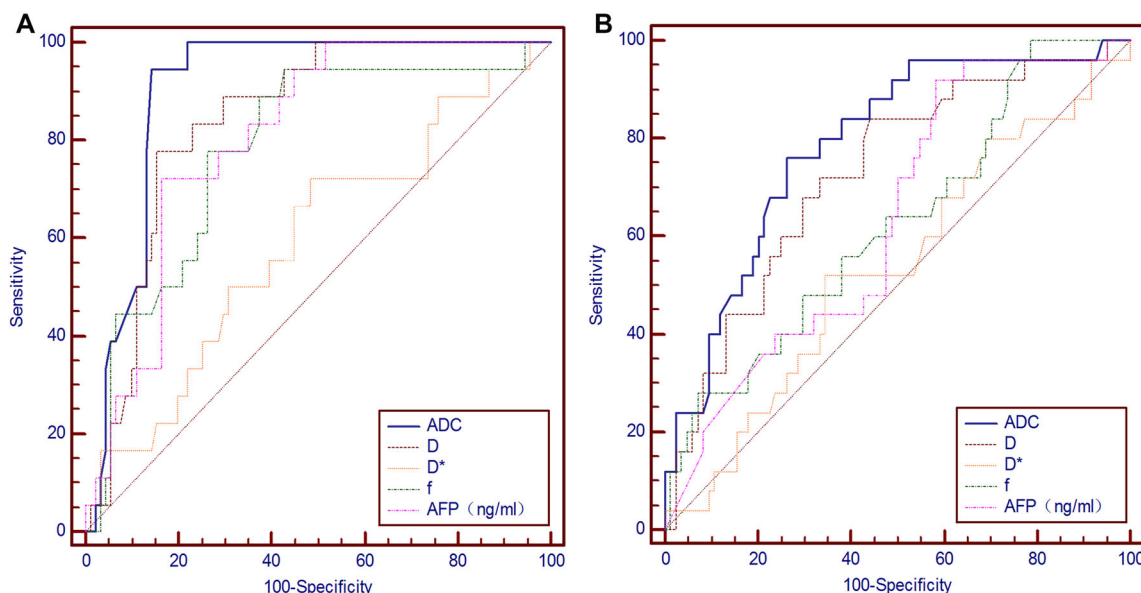 A
100
80
60
40
20
0
Sensitivity
0 20 40 60 80 100
100-Specificity
ADC
D
D*
f
AFP（ng/ml）
B
100
80
60
40
20
0
Sensitivity
0 20 40 60 80 100
100-Specificity
ADC
D
D*
f
AFP（ng/ml）